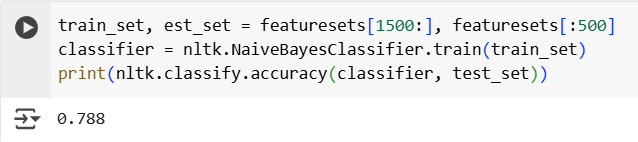 train_set, est_set = featuresets[1500:], featuresets[:500]
classifier = nltk.NaiveBayesClassifier.train(train_set)
print(nltk.classify.accuracy(classifier, test_set))
0.788